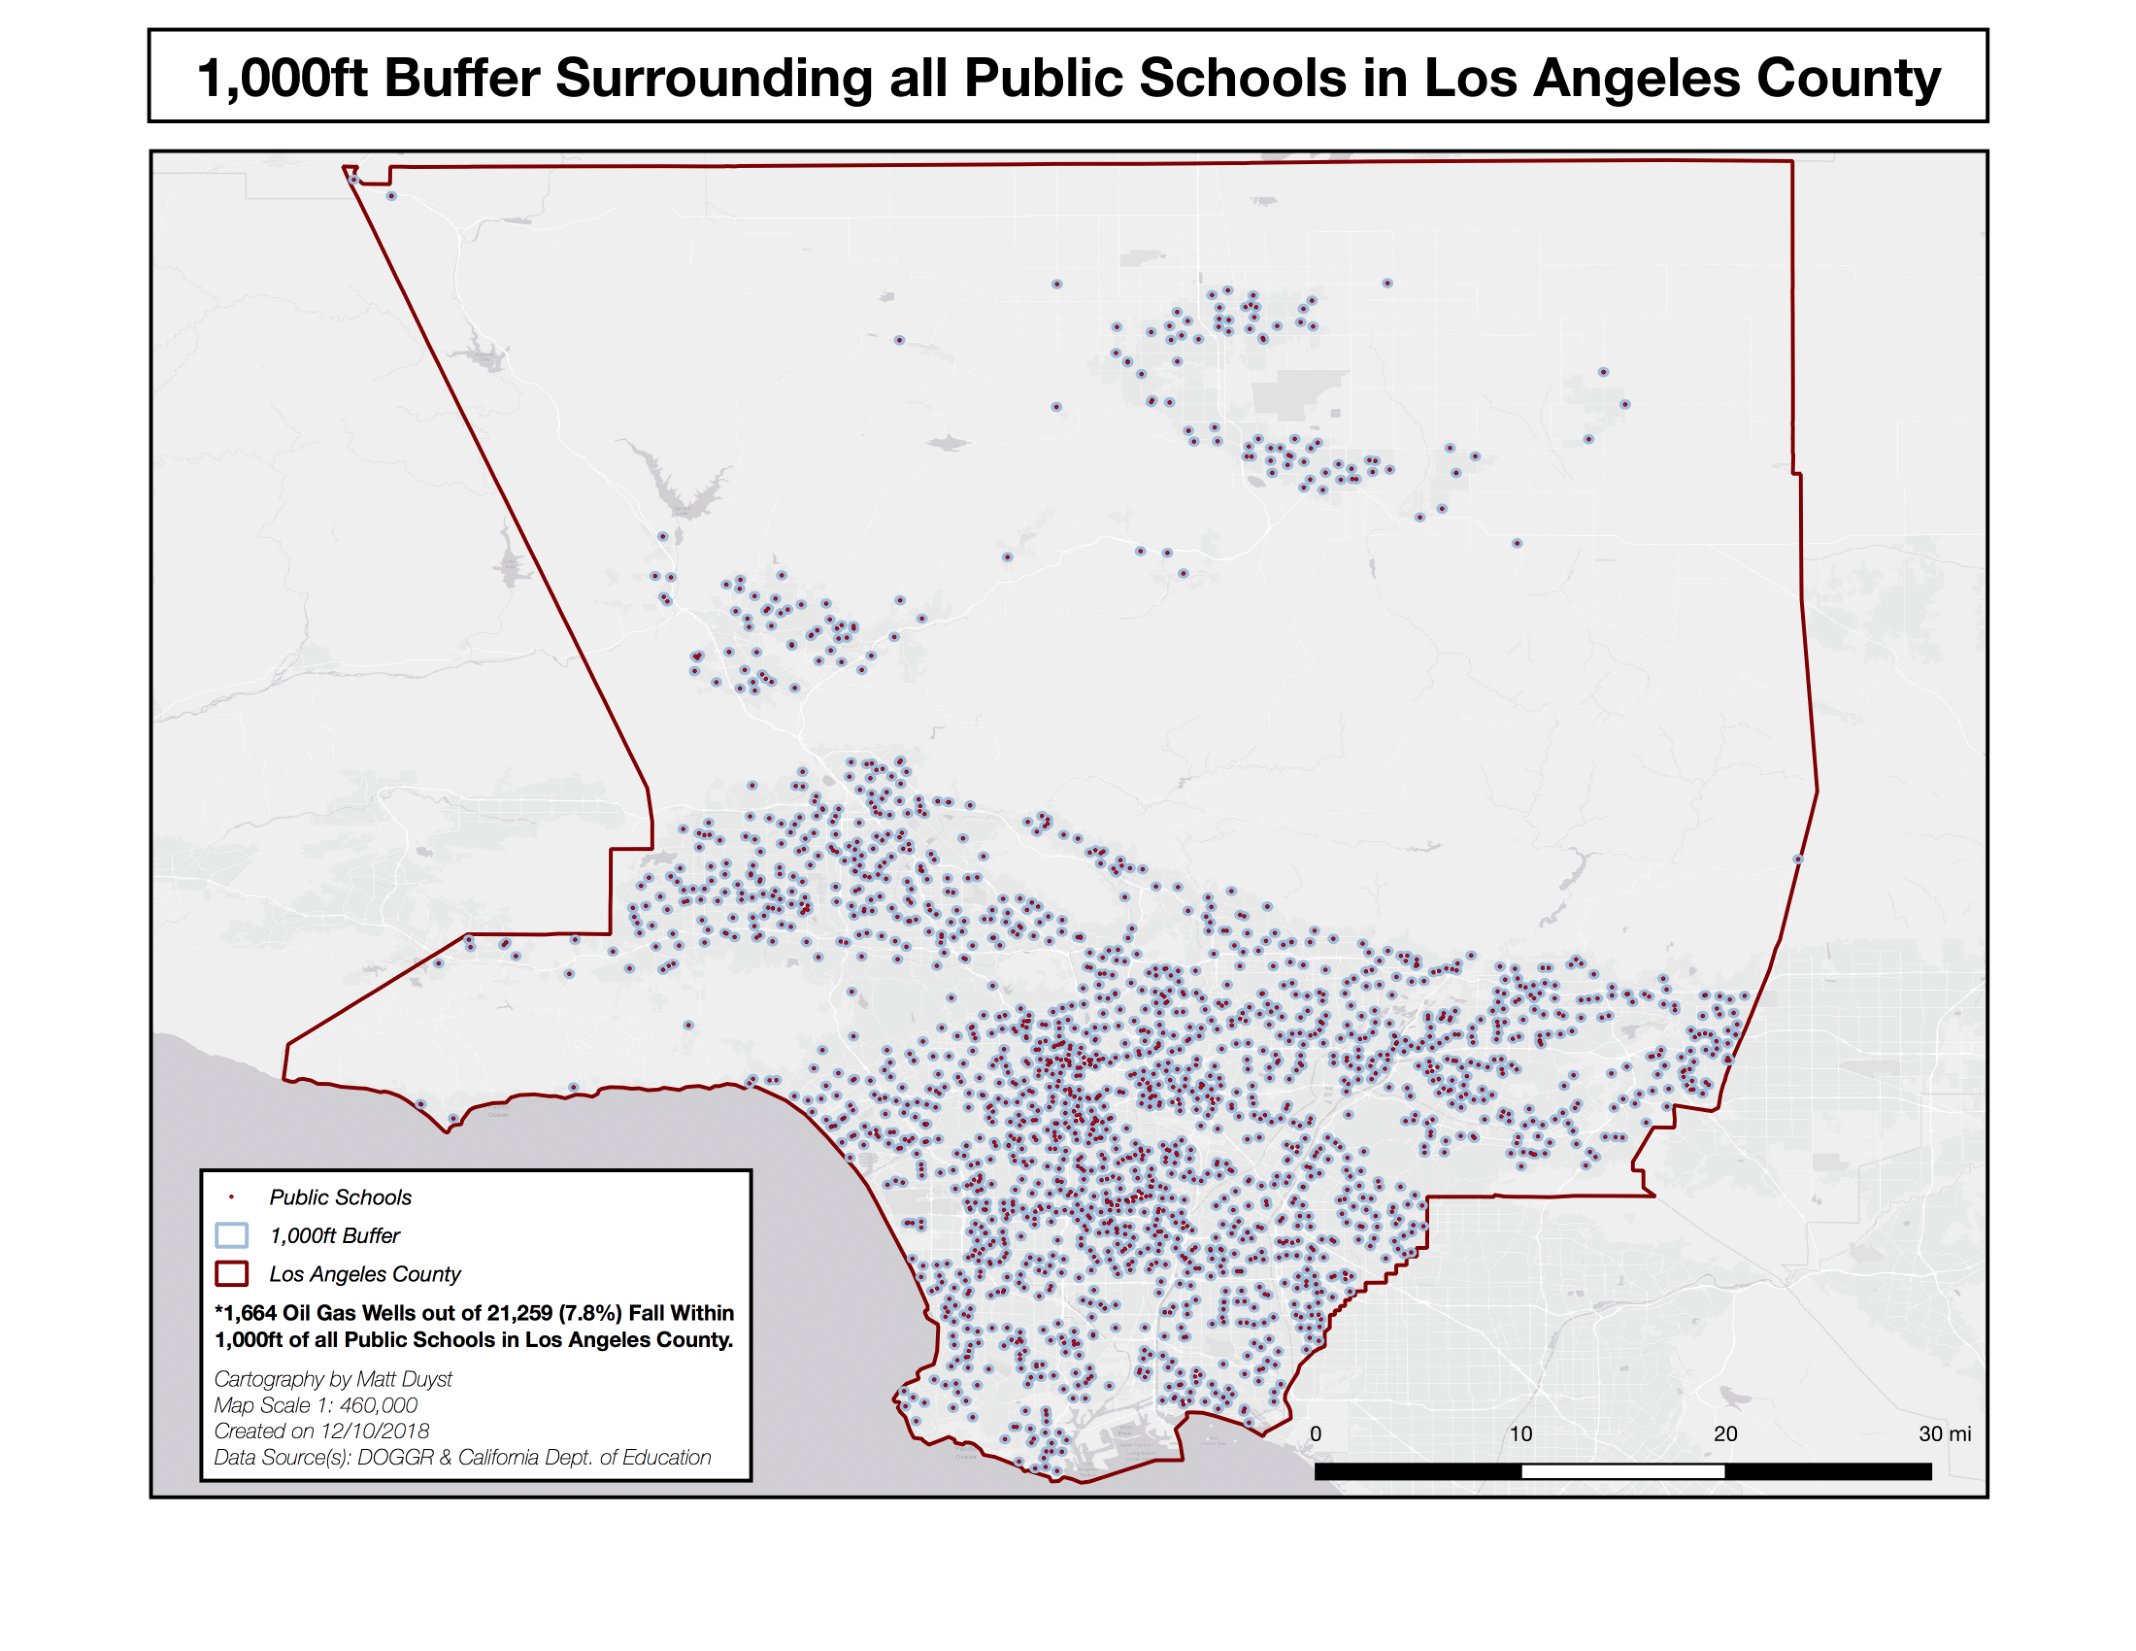 1,000ft Buffer Surrounding all Public Schools in Los Angeles County
Public Schools
1,000ft Buffer
Los Angeles County
*1,664 Oil Gas Wells out of 21,259 (7.8%) Fall Within
1,000ft of all Public Schools in Los Angeles County.
Cartography by Matt Duyst
Map Scale 1: 460,000
Created on 12/10/2018
Data Source(s): DOGGR & California Dept. of Education
0 10 20 30 mi